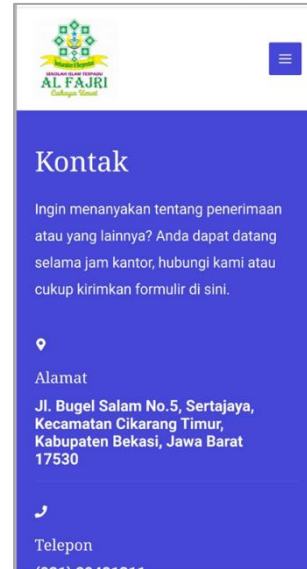 SEKOLAH ISLAM TERPADU
AL FAJRI
Cahaya Umat
Kontak
Ingin menanyakan tentang penerimaan
atau yang lainnya? Anda dapat datang
selama jam kantor, hubungi kami atau
cukup kirimkan formulir di sini.
Alamat
Jl. Bugel Salam No.5, Sertajaya,
Kecamatan Cikarang Timur,
Kabupaten Bekasi, Jawa Barat
17530
Telepon